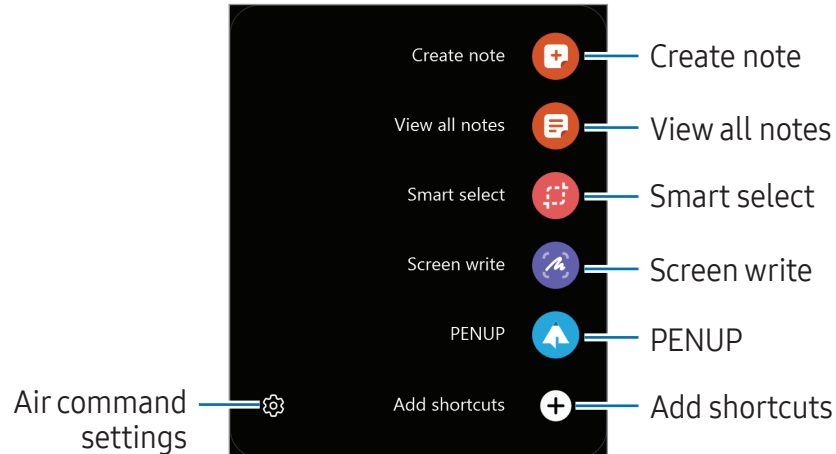 Create note
Create note
View all notes
View all notes
Smart select
Smart select
Screen write
Screen write
PENUP
PENUP
Air command
settings
Add shortcuts
Add shortcuts